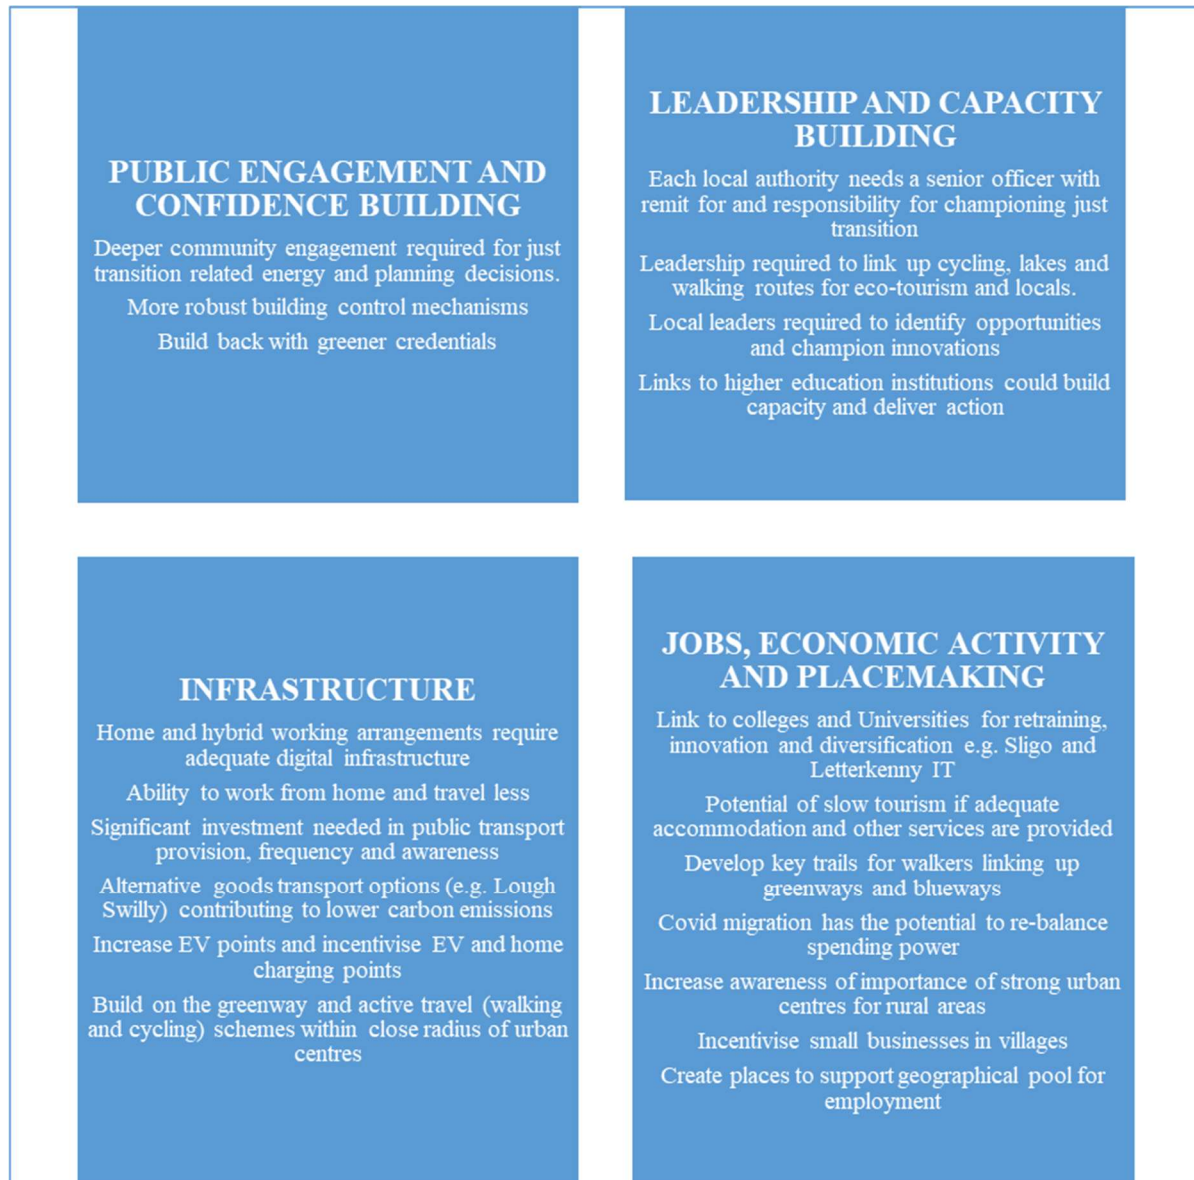 PUBLIC ENGAGEMENT AND
CONFIDENCE BUILDING
Deeper community engagement required for just
transition related energy and planning decisions.
More robust building control mechanisms
Build back with greener credentials
LEADERSHIP AND CAPACITY
BUILDING
Each local authority needs a senior officer with
remit for and responsibility for championing just
transition
Leadership required to link up cycling, lakes and
walking routes for eco-tourism and locals.
Local leaders required to identify opportunities
and champion innovations
Links to higher education institutions could build
capacity and deliver action
INFRASTRUCTURE
Home and hybrid working arrangements require
adequate digital infrastructure
Ability to work from home and travel less
Significant investment needed in public transport
provision, frequency and awareness
Alternative goods transport options (e.g. Lough
Swilly) contributing to lower carbon emissions
Increase EV points and incentivise EV and home
charging points
Build on the greenway and active travel (walking
and cycling) schemes within close radius of urban
centres
JOBS, ECONOMIC ACTIVITY
AND PLACEMAKING
Link to colleges and Universities for retraining,
innovation and diversification e.g. Sligo and
Letterkenny IT
Potential of slow tourism if adequate
accommodation and other services are provided
Develop key trails for walkers linking up
greenways and blueways
Covid migration has the potential to re-balance
spending power
Increase awareness of importance of strong urban
centres for rural areas
Incentivise small businesses in villages
Create places to support geographical pool for
employment